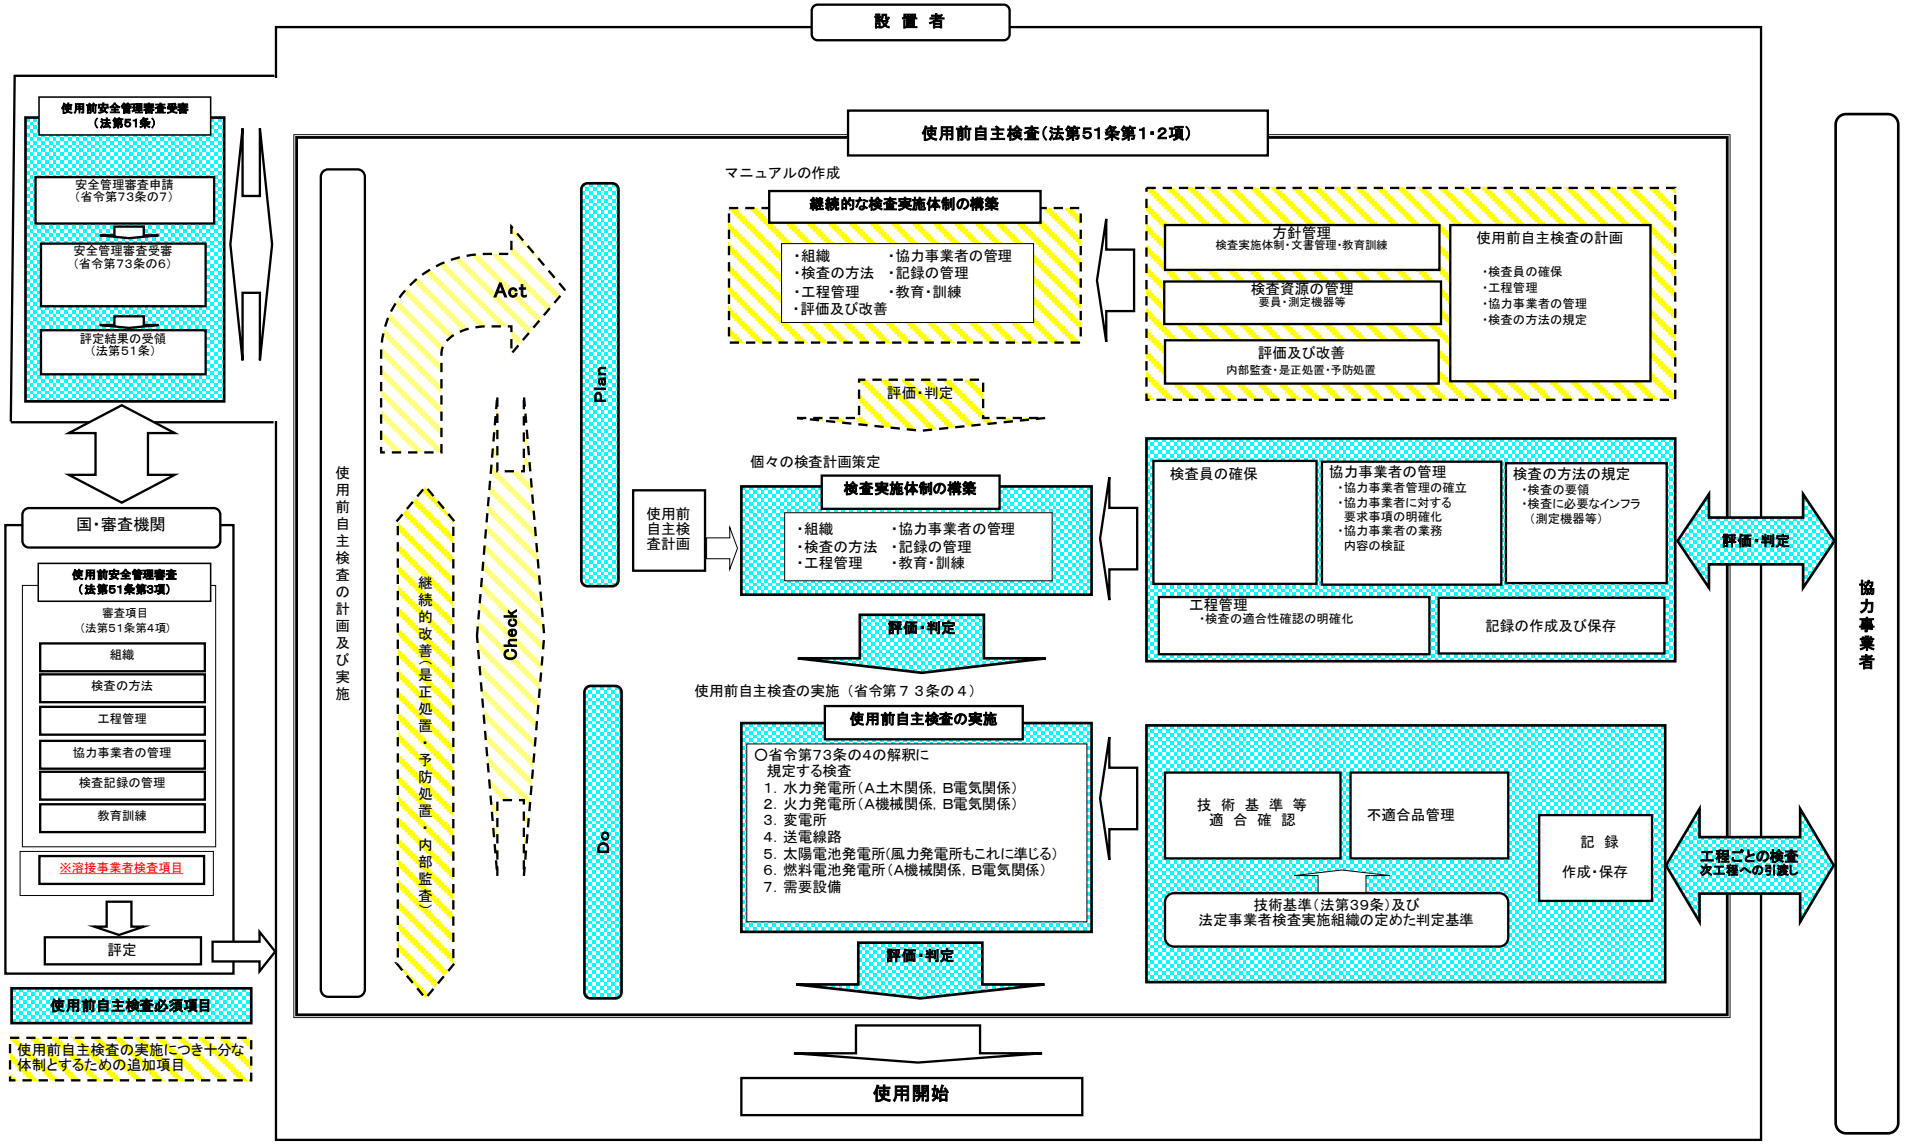 設 置 者
使用前安全管理審査受審
（法第51条）
安全管理審査申請
（省令第73条の7）
安全管理審査受審
（省令第73条の6）
評定結果の受領
（法第51条）
国・審査機関
使用前安全管理審査
（法第51条第3項）
審査項目
（法第51条第4項）
組織
検査の方法
工程管理
協力事業者の管理
検査記録の管理
教育訓練
※溶接事業者検査項目
評定
使用前自主検査必須項目
使用前自主検査の実施につき十分な
体制とするための追加項目
使用前自主検査(法第51条第1・2項)
使用前自主検査の計画及び実施
Act
継続的改善(是正処置・予防処置・内部監査)
Check
Plan
Do
マニュアルの作成
継続的な検査実施体制の構築
・組織　・協力事業者の管理
・検査の方法　・記録の管理
・工程管理　・教育・訓練
・評価及び改善
方針管理
検査実施体制・文書管理・教育訓練
検査資源の管理
要員・測定機器等
評価及び改善
内部監査・是正処置・予防処置
使用前自主検査の計画
・検査員の確保
・工程管理
・協力事業者の管理
・検査の方法の規定
評価・判定
個々の検査計画策定
使用前
自主検
査計画
検査実施体制の構築
・組織　・協力事業者の管理
・検査の方法　・記録の管理
・工程管理　・教育・訓練
検査員の確保
協力事業者の管理
・協力事業者管理の確立
・協力事業者に対する
要求事項の明確化
・協力事業者の業務
内容の検証
検査の方法の規定
・検査の要領
・検査に必要なインフラ
（測定機器等）
工程管理
・検査の適合性確認の明確化
記録の作成及び保存
評価・判定
評価・判定
使用前自主検査の実施（省令第７３条の４）
使用前自主検査の実施
〇省令第73条の4の解釈に
規定する検査
1. 水力発電所(A土木関係, B電気関係)
2. 火力発電所(A機械関係, B電気関係)
3. 変電所
4. 送電線路
5. 太陽電池発電所(風力発電所もこれに準じる)
6. 燃料電池発電所(A機械関係, B電気関係)
7. 需要設備
技 術 基 準 等
適 合 確 認
不適合品管理
記 録
作成・保存
技術基準(法第39条)及び
法定事業者検査実施組織の定めた判定基準
工程ごとの検査
次工程への引渡し
評価・判定
使用開始
協力事業者